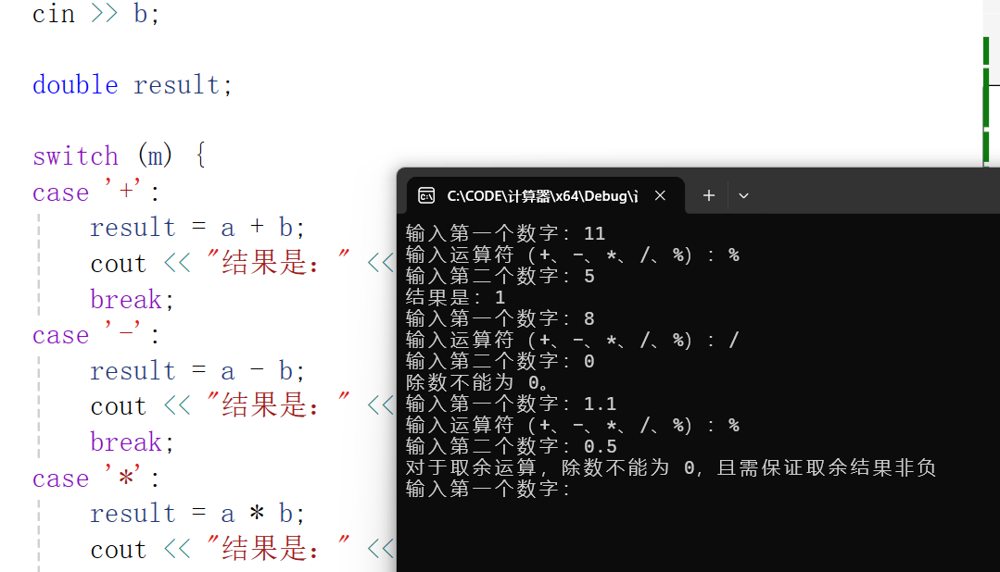 cin >> b;
double result;
switch (m) {
case '+':
result = a + b;
cout << "结果是：" <<
break;
case '-':
result = a - b;
cout << "结果是：" <<
break;
case '*':
result = a * b;
cout << "结果是：" <<
C:\CODE\计算器\x64\Debug\
输入第一个数字：11
输入运算符（+、-、*、/、%）：%
输入第二个数字：5
结果是：1
输入第一个数字：8
输入运算符（+、-、*、/、%）：/
输入第二个数字：0
除数不能为 0。
输入第一个数字：1.1
输入运算符（+、-、*、/、%）：%
输入第二个数字：0.5
对于取余运算，除数不能为 0，且需保证取余结果非负
输入第一个数字：